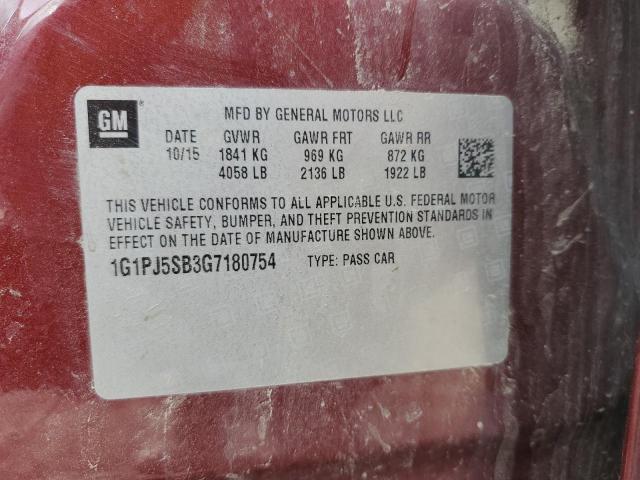 GM
MFD BY GENERAL MOTORS LLC
DATE GVWR GAWR FRT GAWR RR
10/15 1841 KG 969 KG 872 KG
4058 LB 2136 LB 1922 LB
THIS VEHICLE CONFORMS TO ALL APPLICABLE U.S. FEDERAL MOTOR
VEHICLE SAFETY, BUMPER, AND THEFT PREVENTION STANDARDS IN
EFFECT ON THE DATE OF MANUFACTURE SHOWN ABOVE.
1G1PJ5SB3G7180754 TYPE: PASS CAR